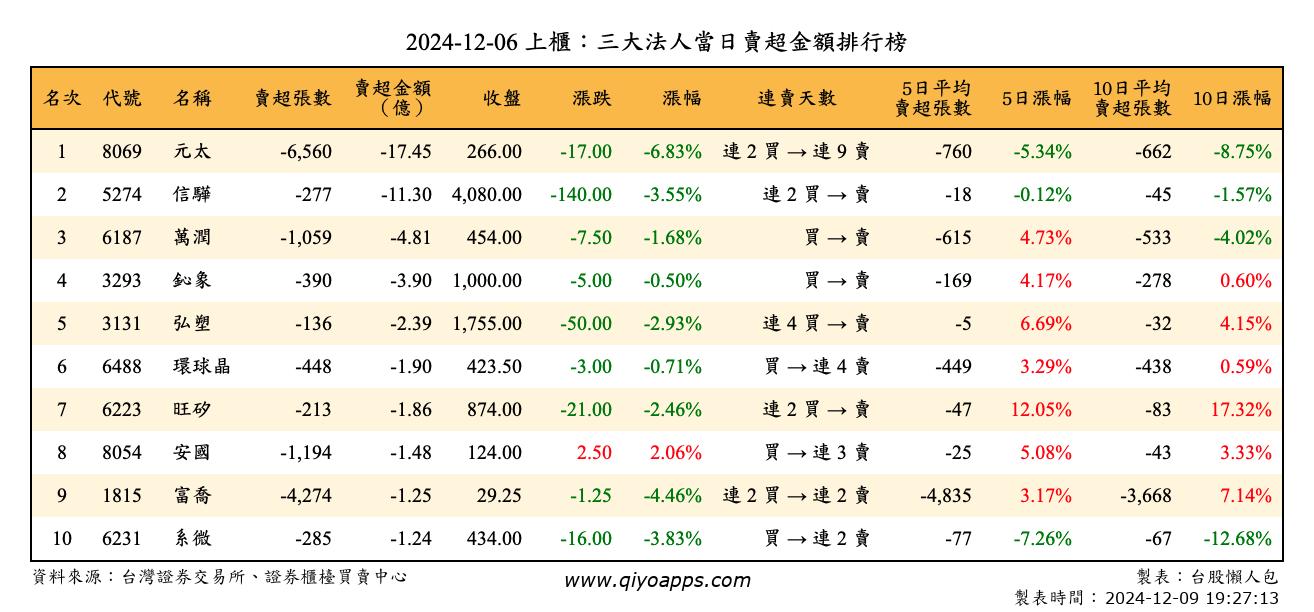 2024-12-06 上櫃：三大法人當日賣超金額排行榜
名次 代號 名稱 賣超張數 賣超金額（億） 收盤 漲跌 漲幅 連賣天數 5日平均賣超張數 5日漲幅 10日平均賣超張數 10日漲幅
1 8069 元太 -6,560 -17.45 266.00 -17.00 -6.83% 連 2 買 → 連 9 賣 -760 -5.34% -662 -8.75%
2 5274 信驊 -277 -11.30 4,080.00 -140.00 -3.55% 連 2 買 → 賣 -18 -0.12% -45 -1.57%
3 6187 萬潤 -1,059 -4.81 454.00 -7.50 -1.68% 買 → 賣 -615 4.73% -533 -4.02%
4 3293 鈊象 -390 -3.90 1,000.00 -5.00 -0.50% 買 → 賣 -169 4.17% -278 0.60%
5 3131 弘塑 -136 -2.39 1,755.00 -50.00 -2.93% 連 4 買 → 賣 -5 6.69% -32 4.15%
6 6488 環球晶 -448 -1.90 423.50 -3.00 -0.71% 買 → 連 4 賣 -449 3.29% -438 0.59%
7 6223 旺矽 -213 -1.86 874.00 -21.00 -2.46% 連 2 買 → 賣 -47 12.05% -83 17.32%
8 8054 安國 -1,194 -1.48 124.00 2.50 2.06% 買 → 連 3 賣 -25 5.08% -43 3.33%
9 1815 富喬 -4,274 -1.25 29.25 -1.25 -4.46% 連 2 買 → 連 2 賣 -4,835 3.17% -3,668 7.14%
10 6231 系微 -285 -1.24 434.00 -16.00 -3.83% 買 → 連 2 賣 -77 -7.26% -67 -12.68%
資料來源：台灣證券交易所、證券櫃檯買賣中心 www.qiyoapps.com 製表：台股懶人包
製表時間：2024-12-09 19:27:13